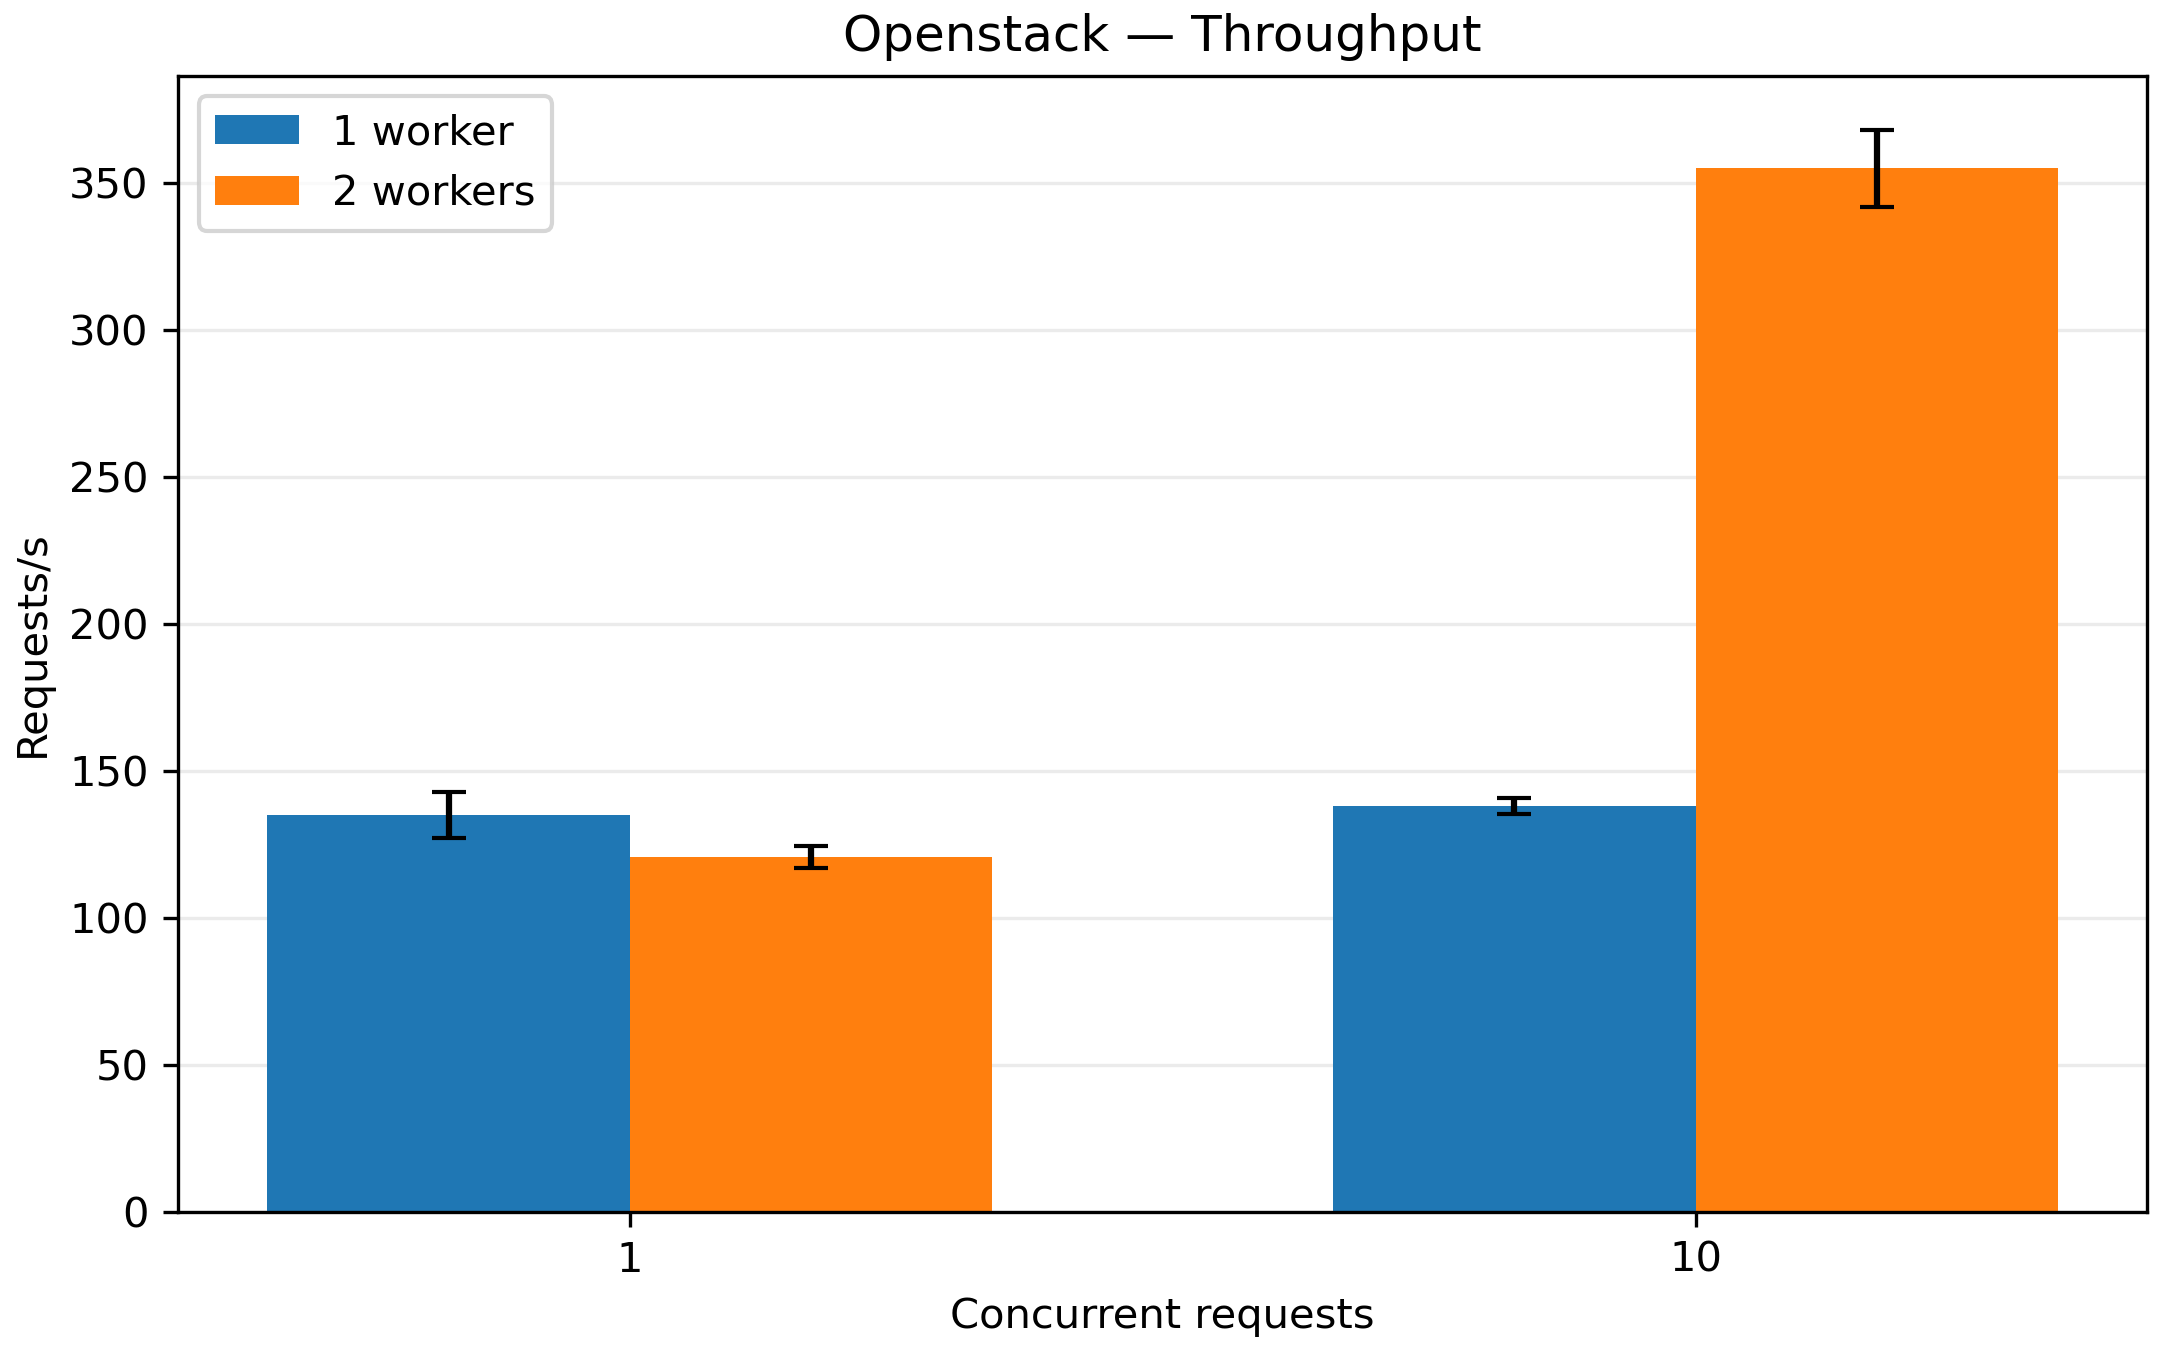 Openstack — Throughput
1 worker
2 workers
350
300
250
200
150
100
50
0
Requests/s
1
10
Concurrent requests